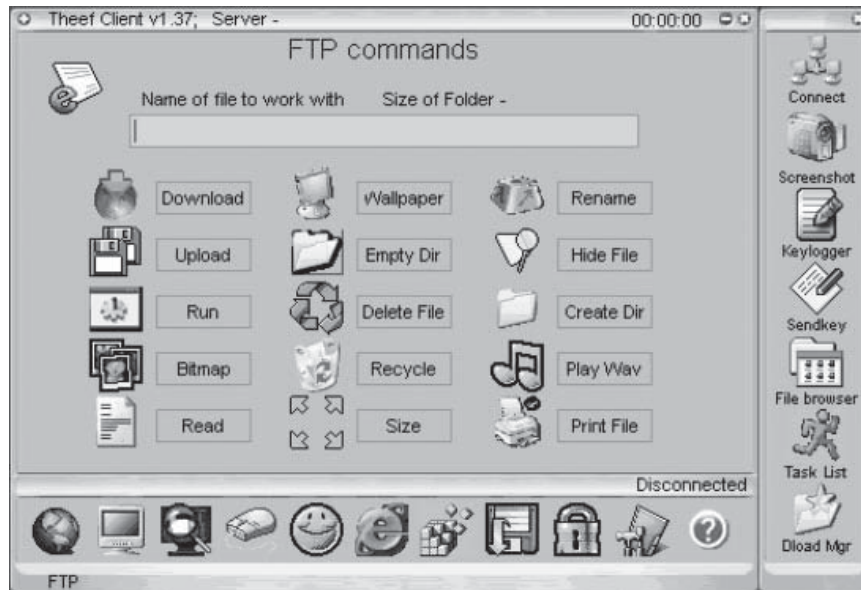 Theef Client v1.37; Server - 00:00:00
FTP commands
Name of file to work with Size of Folder -
Download Wallpaper Rename
Upload Empty Dir Hide File
Run Delete File Create Dir
Bitmap Recycle Play Wav
Read Size Print File
Disconnected
FTP
Connect
Screenshot
Keylogger
Sendkey
File browser
Task List
Dload Mgr